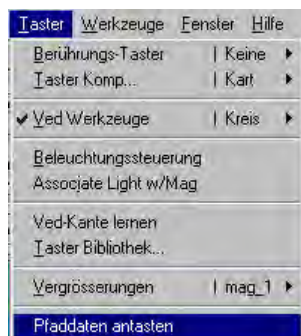 Taster Werkzeuge Fenster Hilfe
Berührungs-Taster | Keine
Taster Komp... | Kart
Ved Werkzeuge | Kreis
Beleuchtungssteuerung
Associate Light w/Mag
Ved-Kante lernen
Taster Bibliothek...
Vergrösserungen | mag_1
Pfaddaten antasten